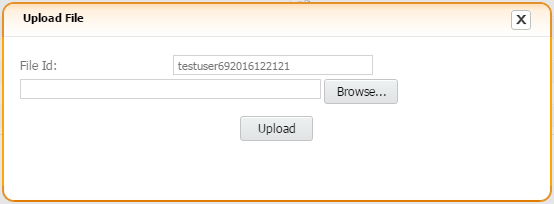 Upload File
X
File Id: testuser692016122121
Browse...
Upload